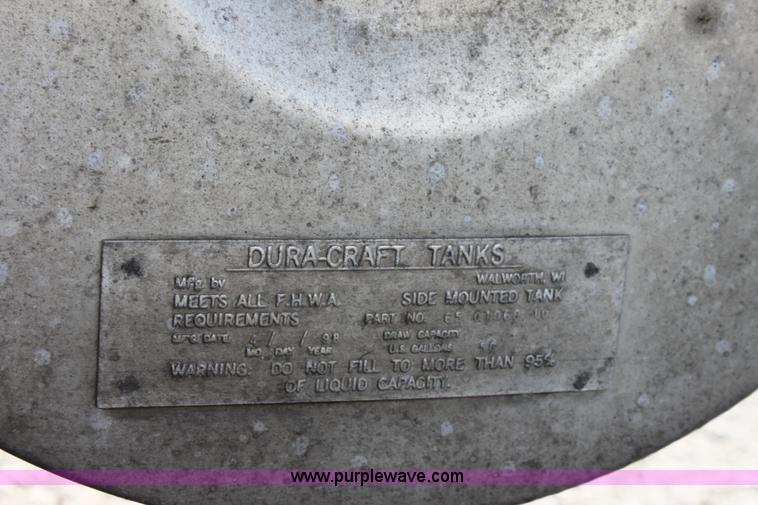 DURA-CRAFT TANKS
MFG. by WALWORTH, WI
MEETS ALL F.H.W.A. SIDE MOUNTED TANK
REQUIREMENTS PART NO.
MFG DATE / / 98 DRAW CAPACITY
MO. DAY YEAR U.S. GALLONS
WARNING: DO NOT FILL TO MORE THAN 95%
OF LIQUID CAPACITY.
www.purplewave.com